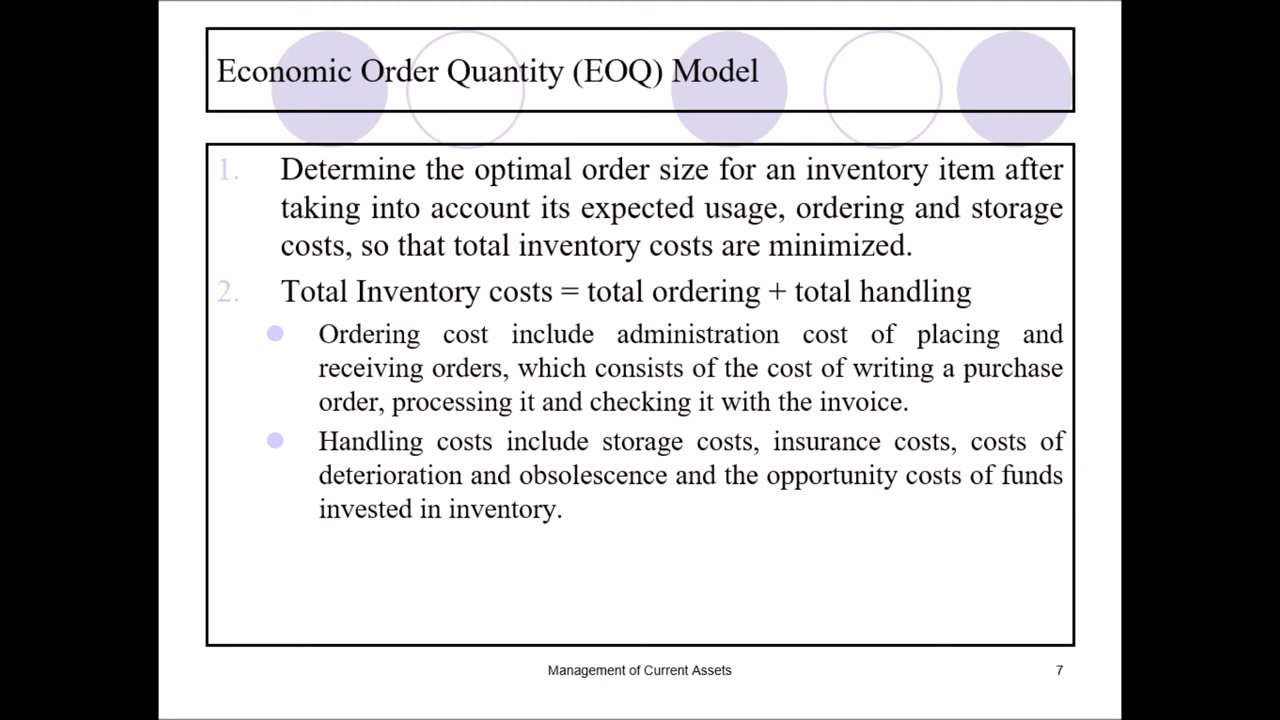 Economic Order Quantity (EOQ) Model
1. Determine the optimal order size for an inventory item after
taking into account its expected usage, ordering and storage
costs, so that total inventory costs are minimized.
2. Total Inventory costs = total ordering + total handling
Ordering cost include administration cost of placing and
receiving orders, which consists of the cost of writing a purchase
order, processing it and checking it with the invoice.
Handling costs include storage costs, insurance costs, costs of
deterioration and obsolescence and the opportunity costs of funds
invested in inventory.
Management of Current Assets
7